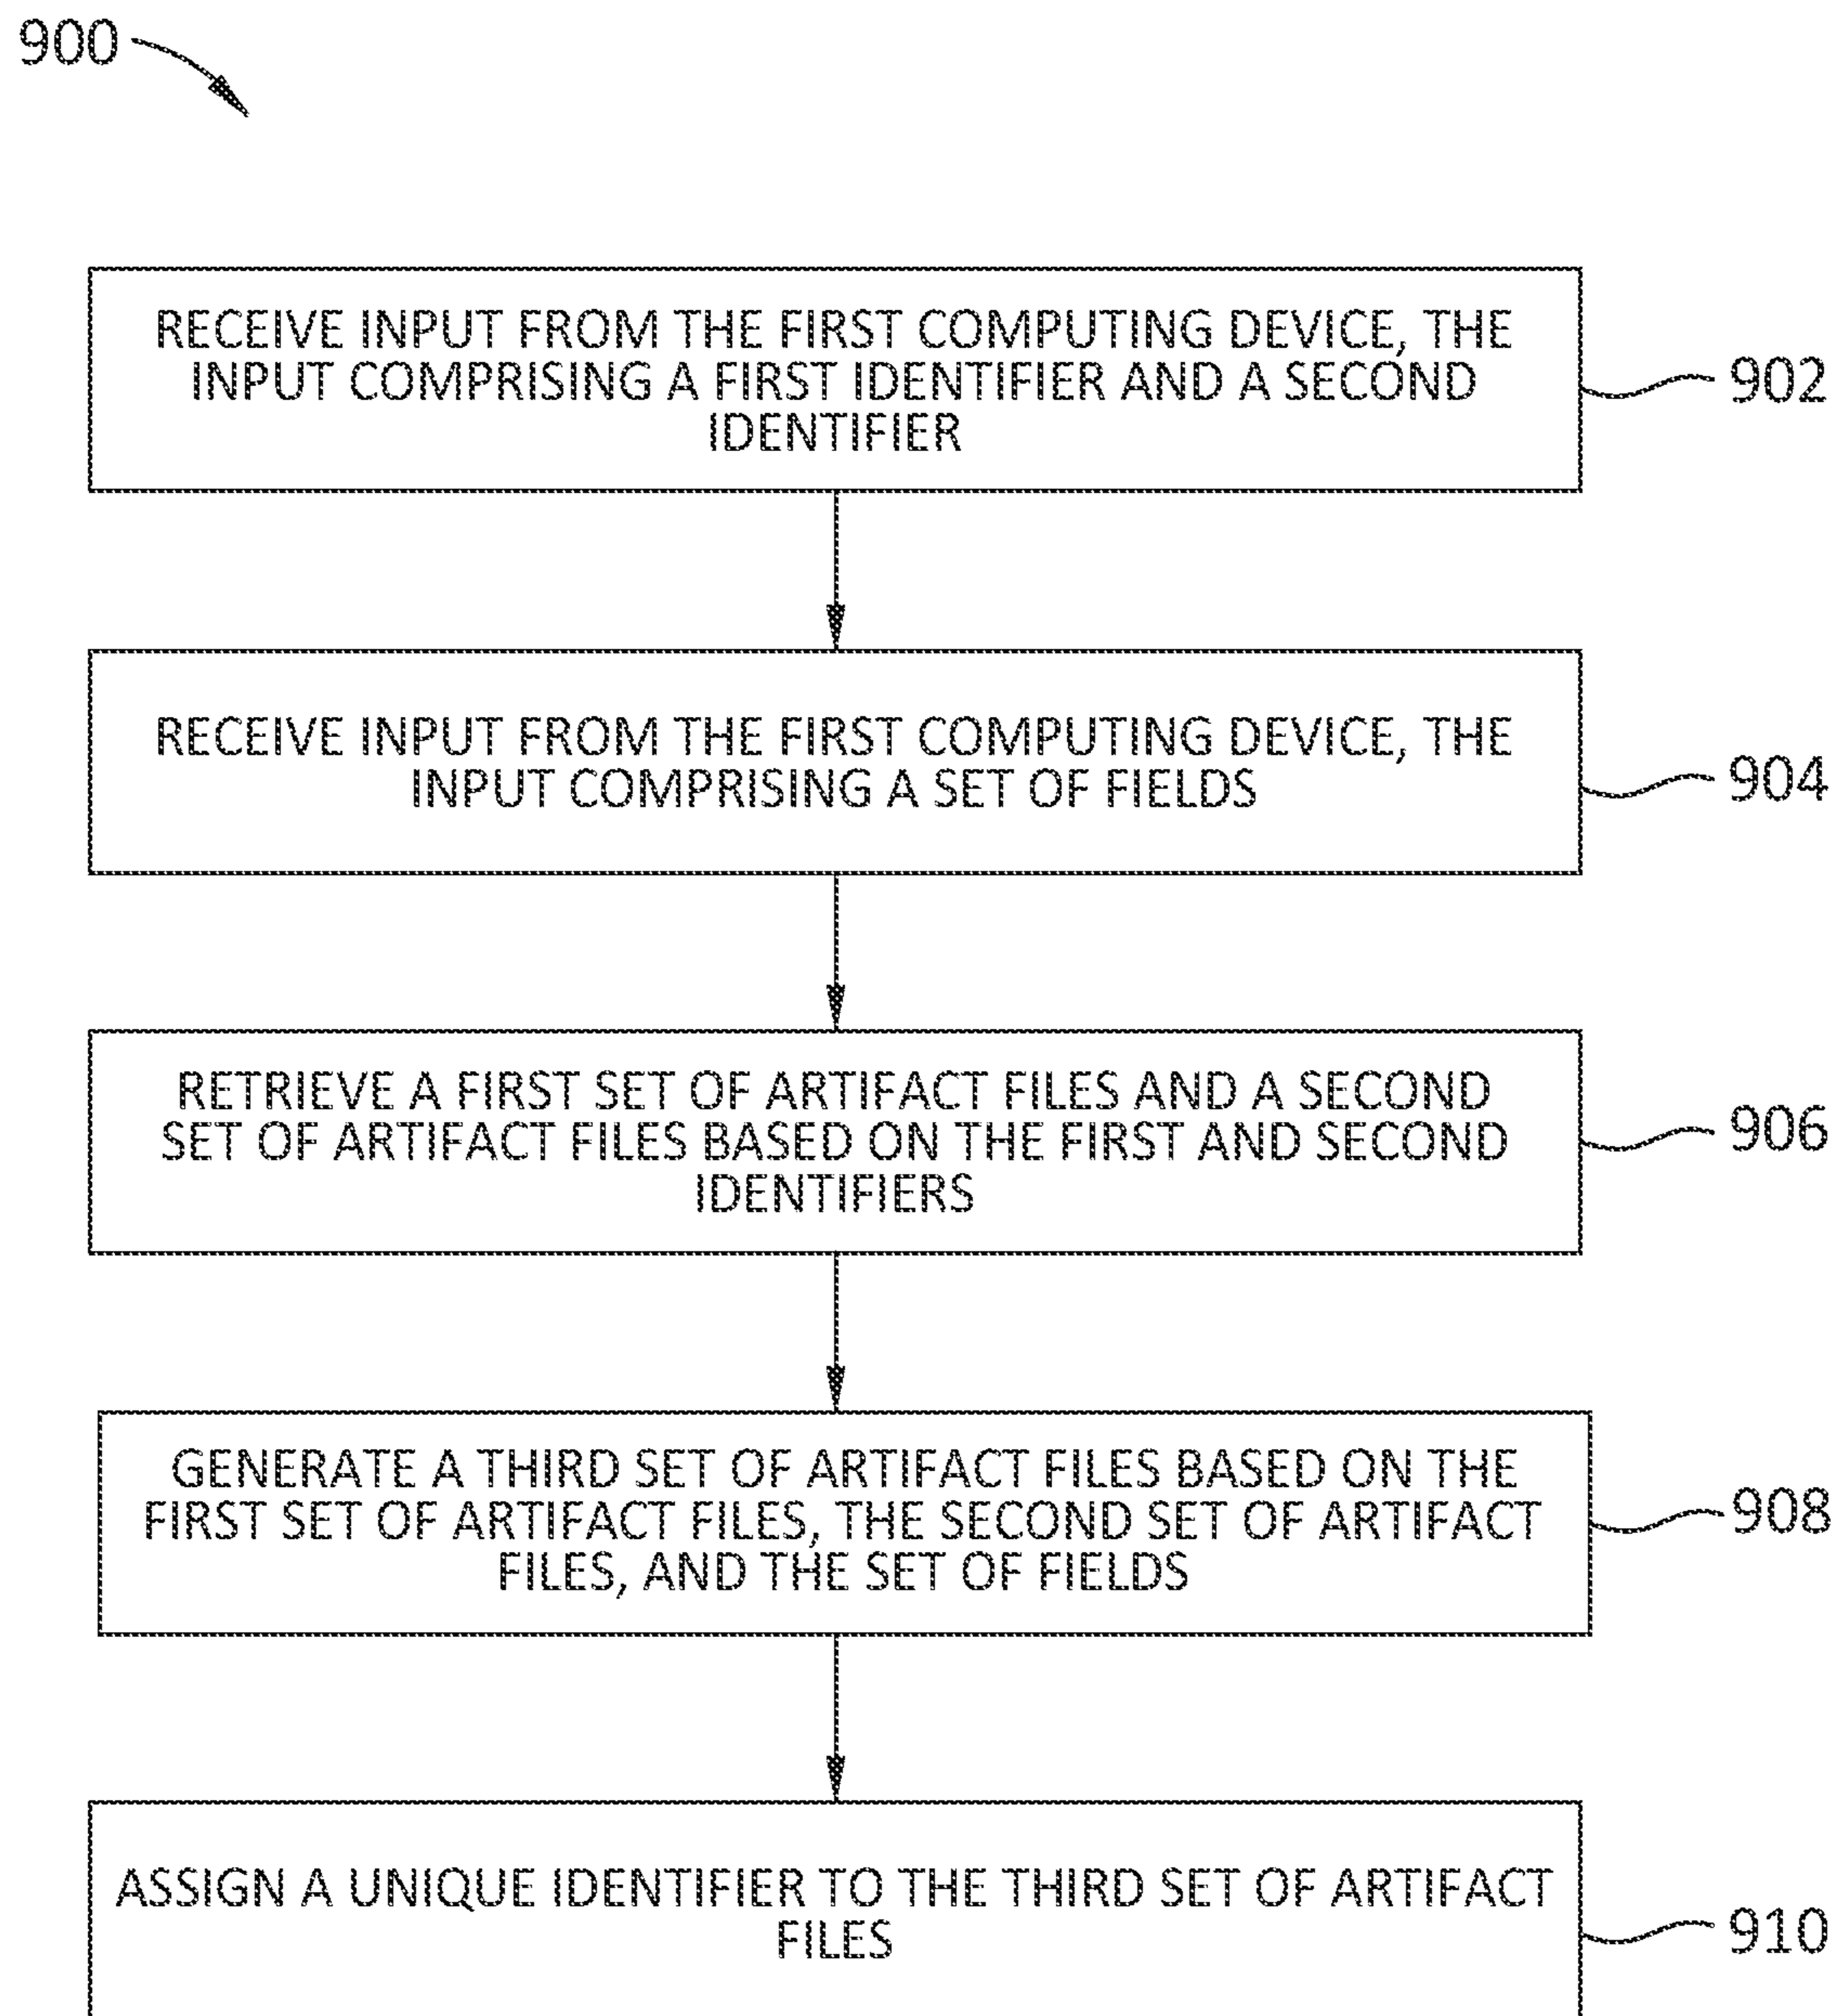 900
RECEIVE INPUT FROM THE FIRST COMPUTING DEVICE, THE
INPUT COMPRISING A FIRST IDENTIFIER AND A SECOND
IDENTIFIER
902
RECEIVE INPUT FROM THE FIRST COMPUTING DEVICE, THE
INPUT COMPRISING A SET OF FIELDS
904
RETRIEVE A FIRST SET OF ARTIFACT FILES AND A SECOND
SET OF ARTIFACT FILES BASED ON THE FIRST AND SECOND
IDENTIFIERS
906
GENERATE A THIRD SET OF ARTIFACT FILES BASED ON THE
FIRST SET OF ARTIFACT FILES, THE SECOND SET OF ARTIFACT
FILES, AND THE SET OF FIELDS
908
ASSIGN A UNIQUE IDENTIFIER TO THE THIRD SET OF ARTIFACT
FILES
910